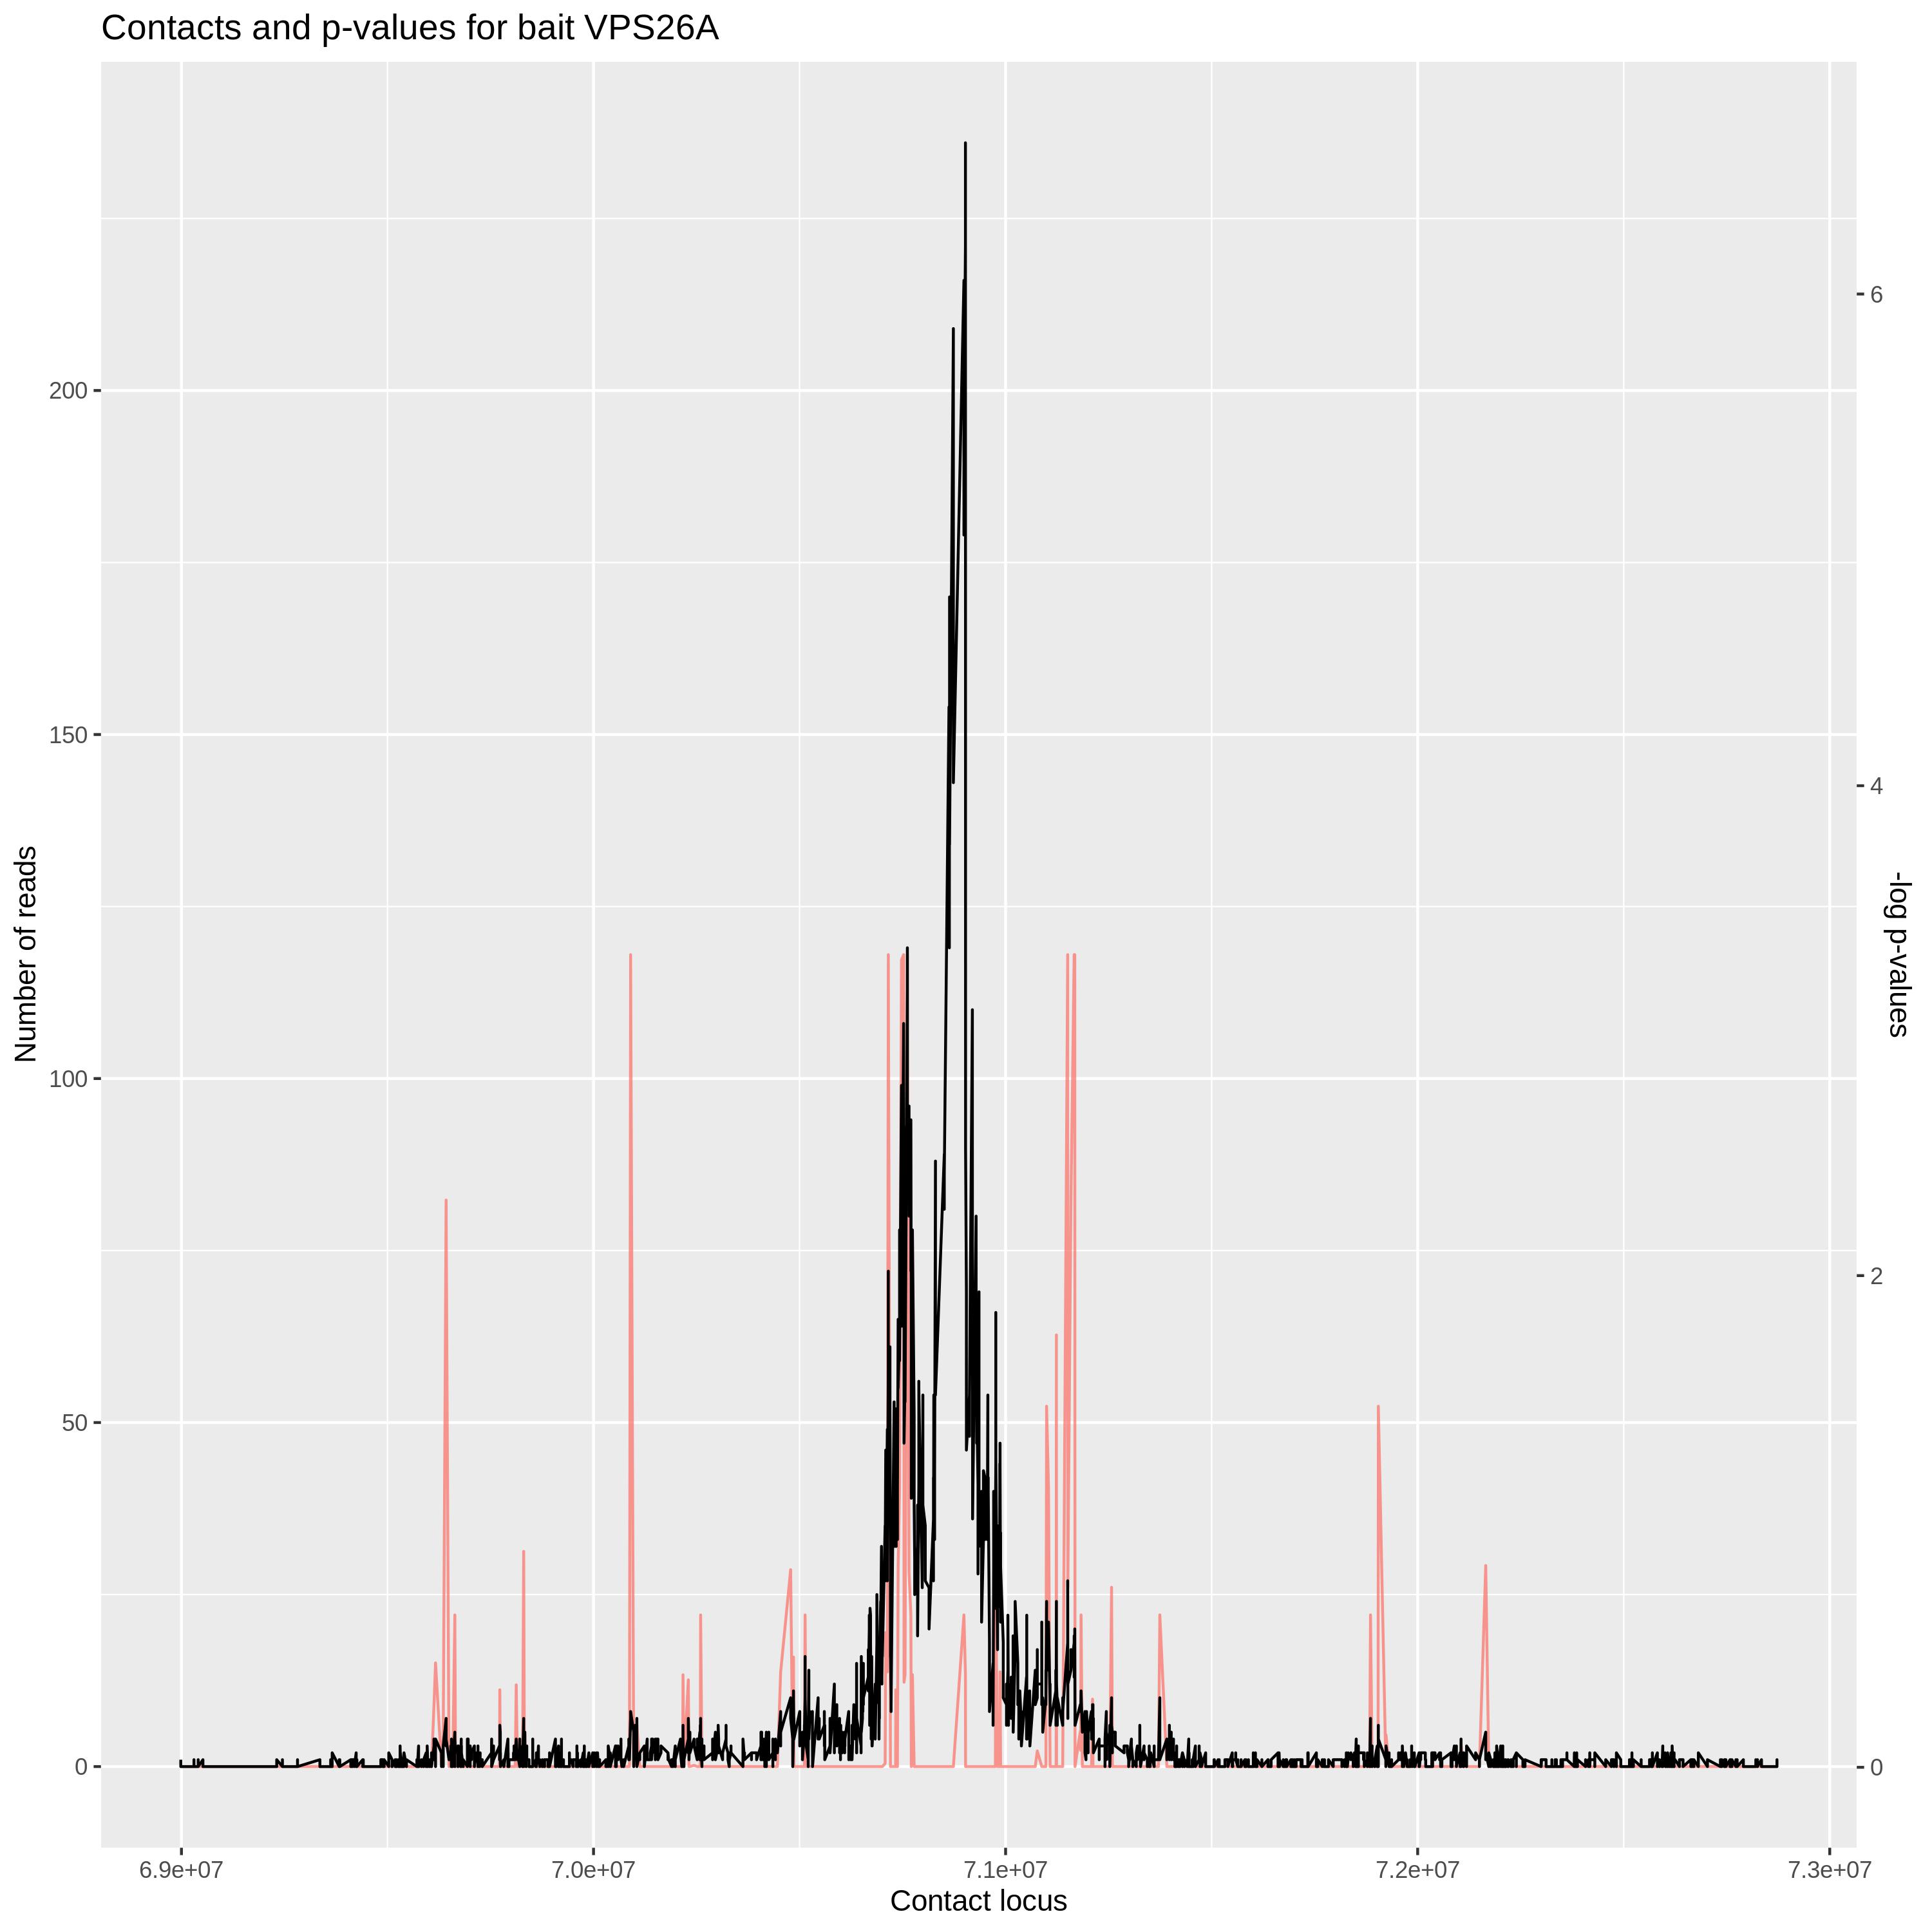 Contacts and p-values for bait VPS26A
Number of reads
200
150
100
50
0
6
4
2
0
-log p-values
6.9e+07 7.0e+07 7.1e+07 7.2e+07 7.3e+07
Contact locus